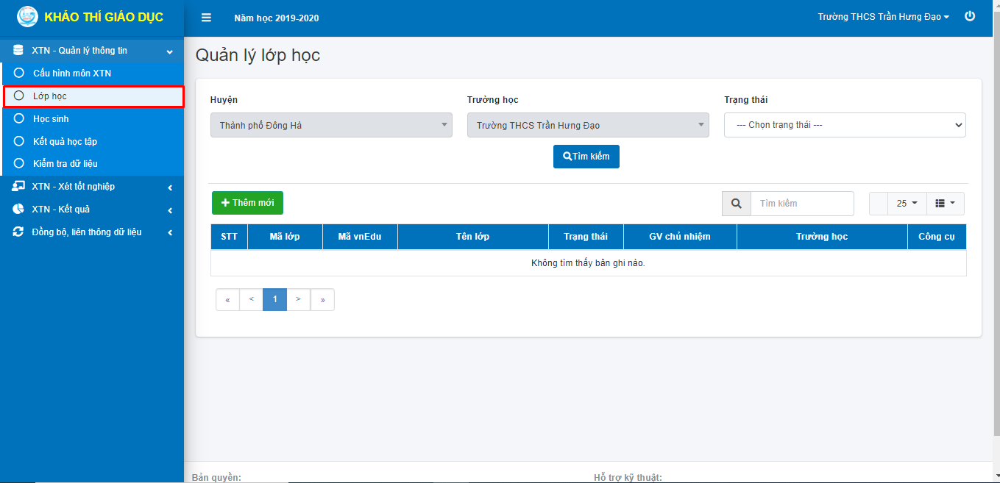 KHẢO THÍ GIÁO DỤC
Năm học 2019-2020
Trường THCS Trần Hưng Đạo
XTN - Quản lý thông tin
Cấu hình môn XTN
Lớp học
Học sinh
Kết quả học tập
Kiểm tra dữ liệu
XTN - Xét tốt nghiệp
XTN - Kết quả
Đồng bộ, liên thông dữ liệu
Quản lý lớp học
Huyện Trường học Trạng thái
Thành phố Đông Hà Trường THCS Trần Hưng Đạo --- Chọn trạng thái ---
Tìm kiếm
Thêm mới Tìm kiếm 25
STT Mã lớp Mã vnEdu Tên lớp Trạng thái GV chủ nhiệm Trường học Công cụ
Không tìm thấy bản ghi nào.
« < 1 > »
Bản quyền: Hỗ trợ kỹ thuật: